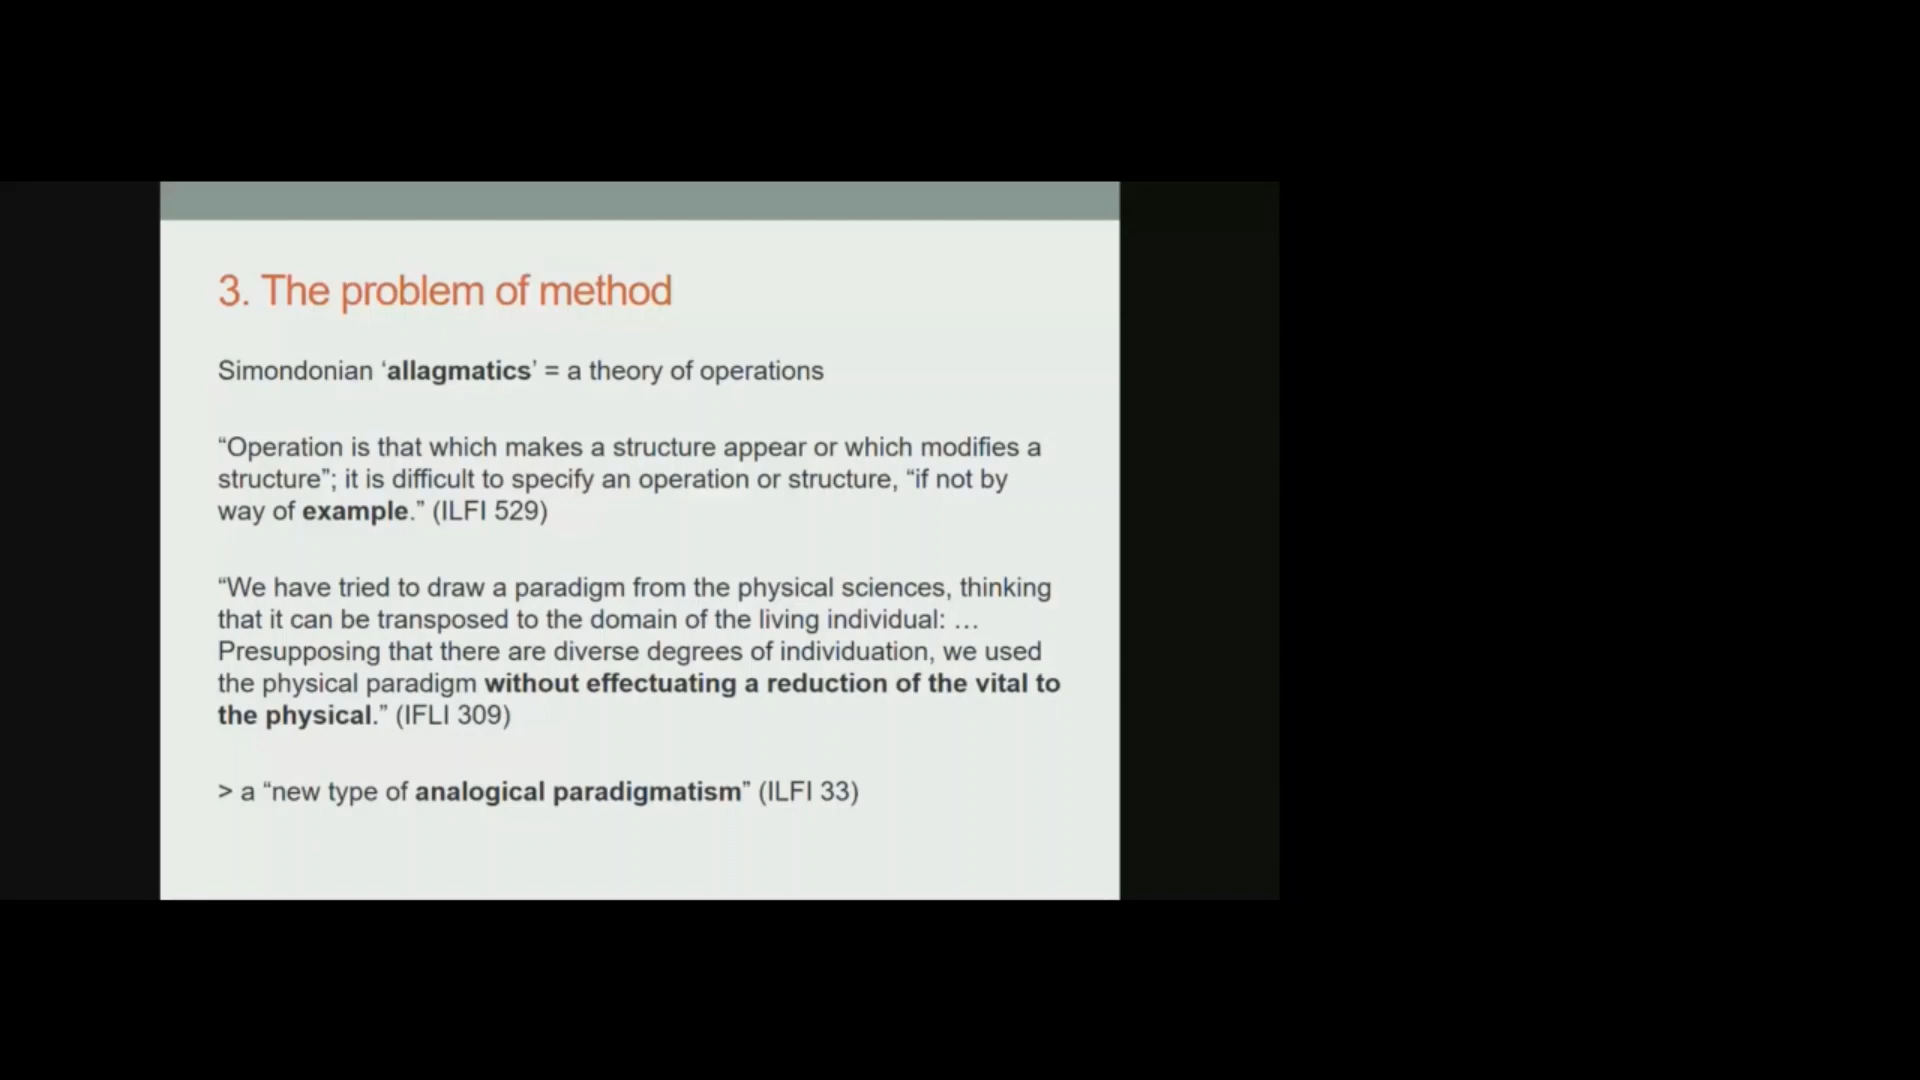 3. The problem of method
Simondonian ‘allagmatics’ = a theory of operations
“Operation is that which makes a structure appear or which modifies a
structure”; it is difficult to specify an operation or structure, “if not by
way of example.” (ILFI 529)
“We have tried to draw a paradigm from the physical sciences, thinking
that it can be transposed to the domain of the living individual: …
Presupposing that there are diverse degrees of individuation, we used
the physical paradigm without effectuating a reduction of the vital to
the physical.” (IFLI 309)
> a “new type of analogical paradigmatism” (ILFI 33)